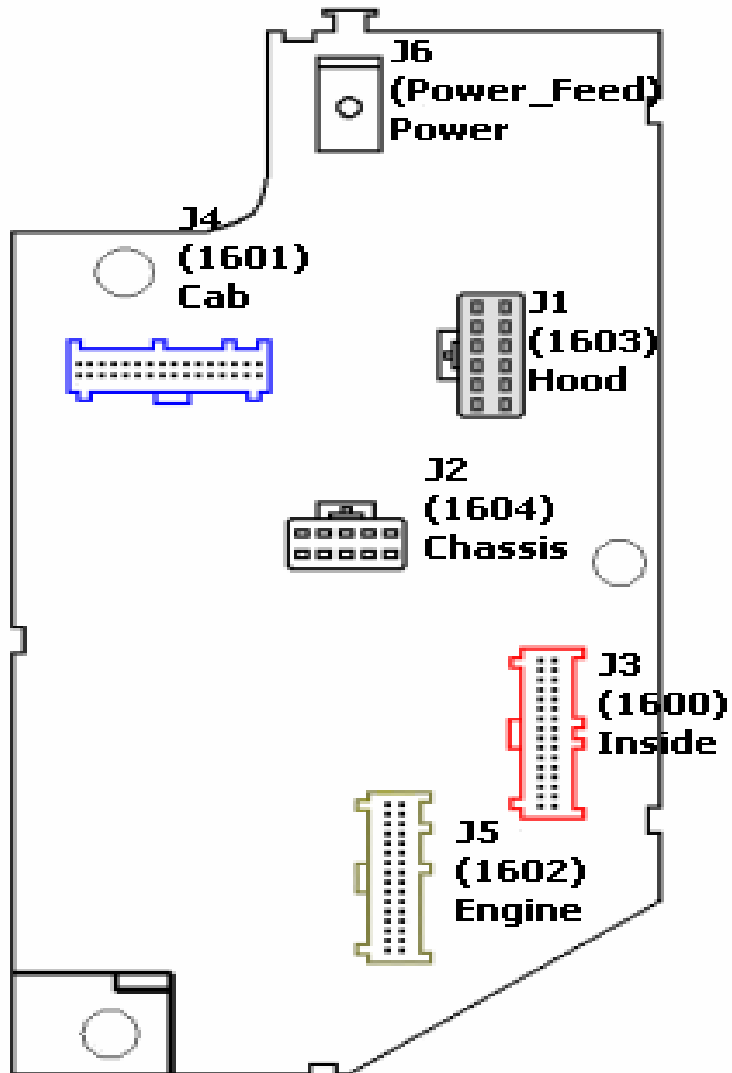 J6
(Power_Feed)
Power
J4
(1601)
Cab
J1
(1603)
Hood
J2
(1604)
Chassis
J3
(1600)
Inside
J5
(1602)
Engine